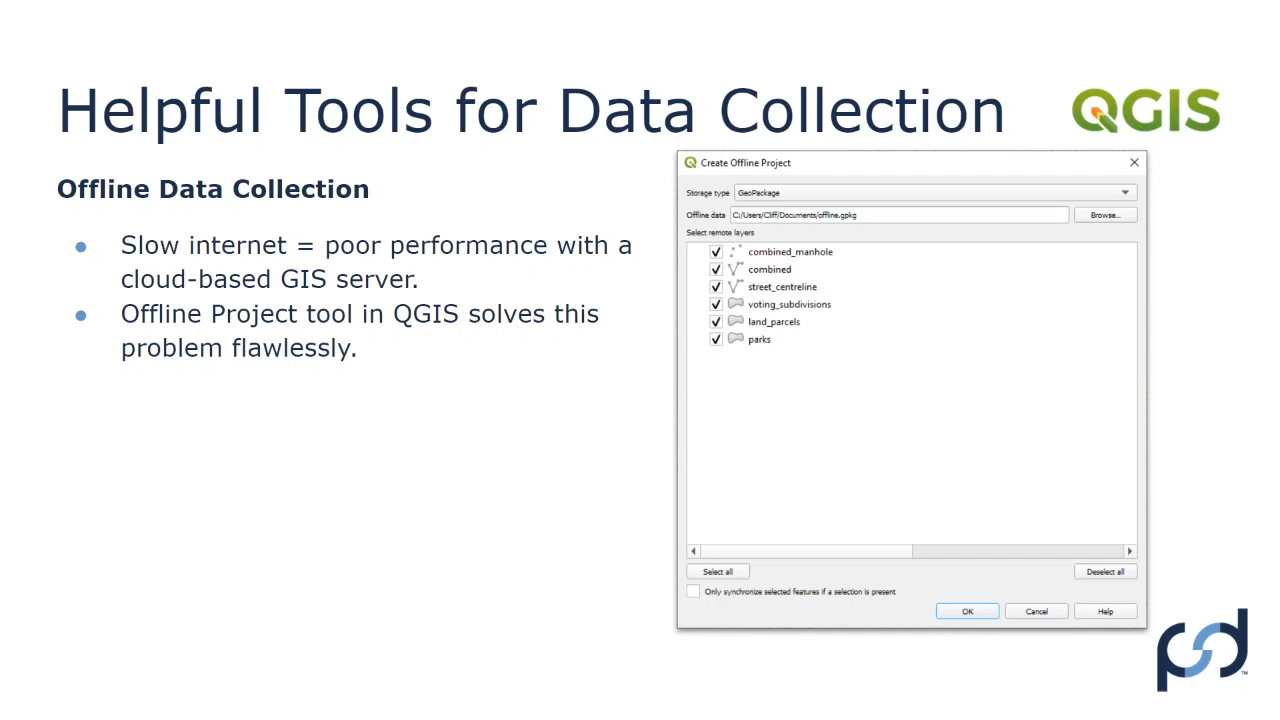 Helpful Tools for Data Collection
QGIS
Offline Data Collection
● Slow internet = poor performance with a
cloud-based GIS server.
● Offline Project tool in QGIS solves this
problem flawlessly.
Create Offline Project
Storage type GeoPackage
Offline data C:/Users/Cliff/Documents/offline.gpkg Browse...
Select remote layers
combined_manhole
combined
street_centreline
voting_subdivisions
land_parcels
parks
Select all Deselect all
Only synchronize selected features if a selection is present
OK Cancel Help
psd
TM